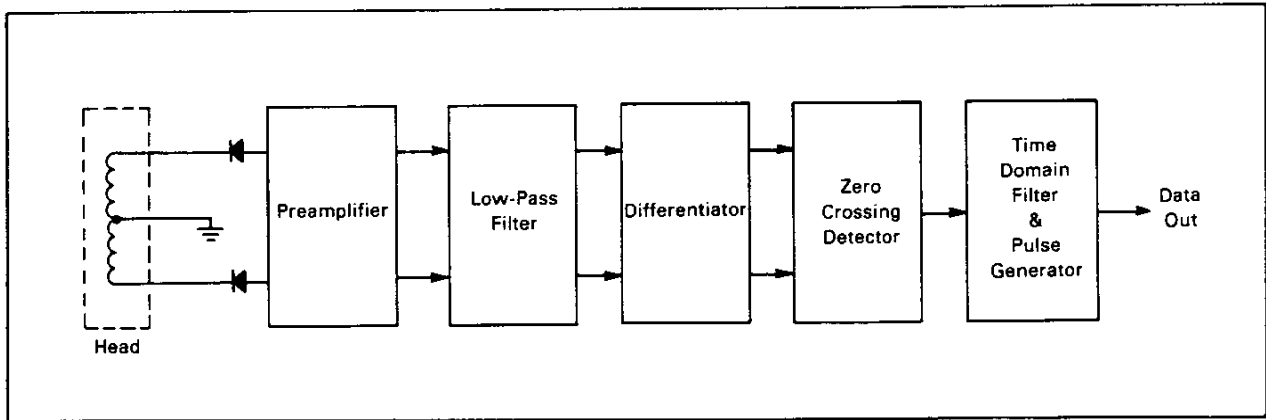 Head
Preamplifier
Low-Pass
Filter
Differentiator
Zero
Crossing
Detector
Time
Domain
Filter
&
Pulse
Generator
Data
Out